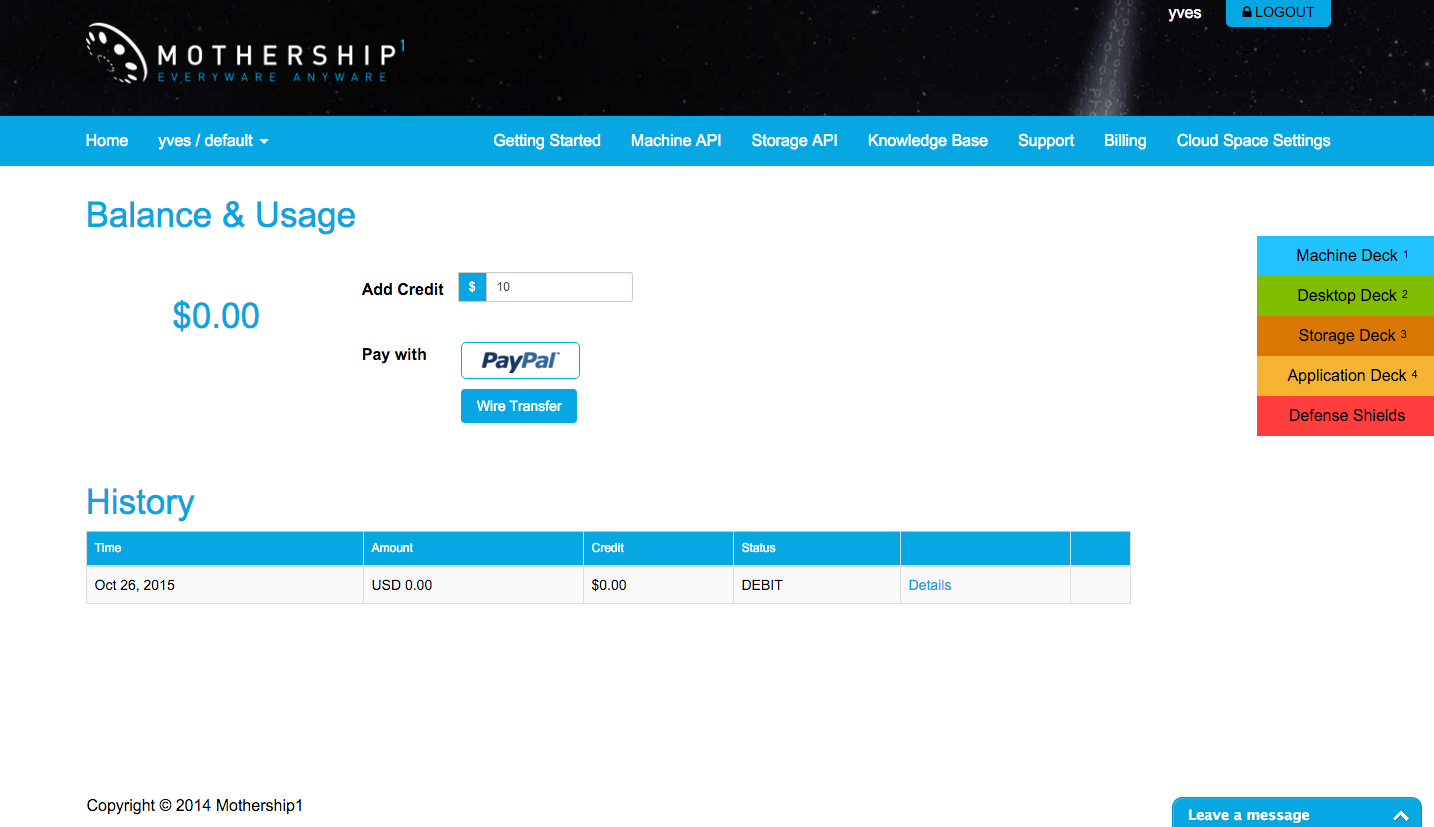 yves LOGOUT
MOTHERSHIP1
EVERYWARE ANYWARE
Home yves / default Getting Started Machine API Storage API Knowledge Base Support Billing Cloud Space Settings
Balance & Usage
Machine Deck 1
Desktop Deck 2
Storage Deck 3
Application Deck 4
Defense Shields
Add Credit $ 10
$0.00
Pay with PayPal™
Wire Transfer
History
Time Amount Credit Status
Oct 26, 2015 USD 0.00 $0.00 DEBIT Details
Copyright © 2014 Mothership1
Leave a message